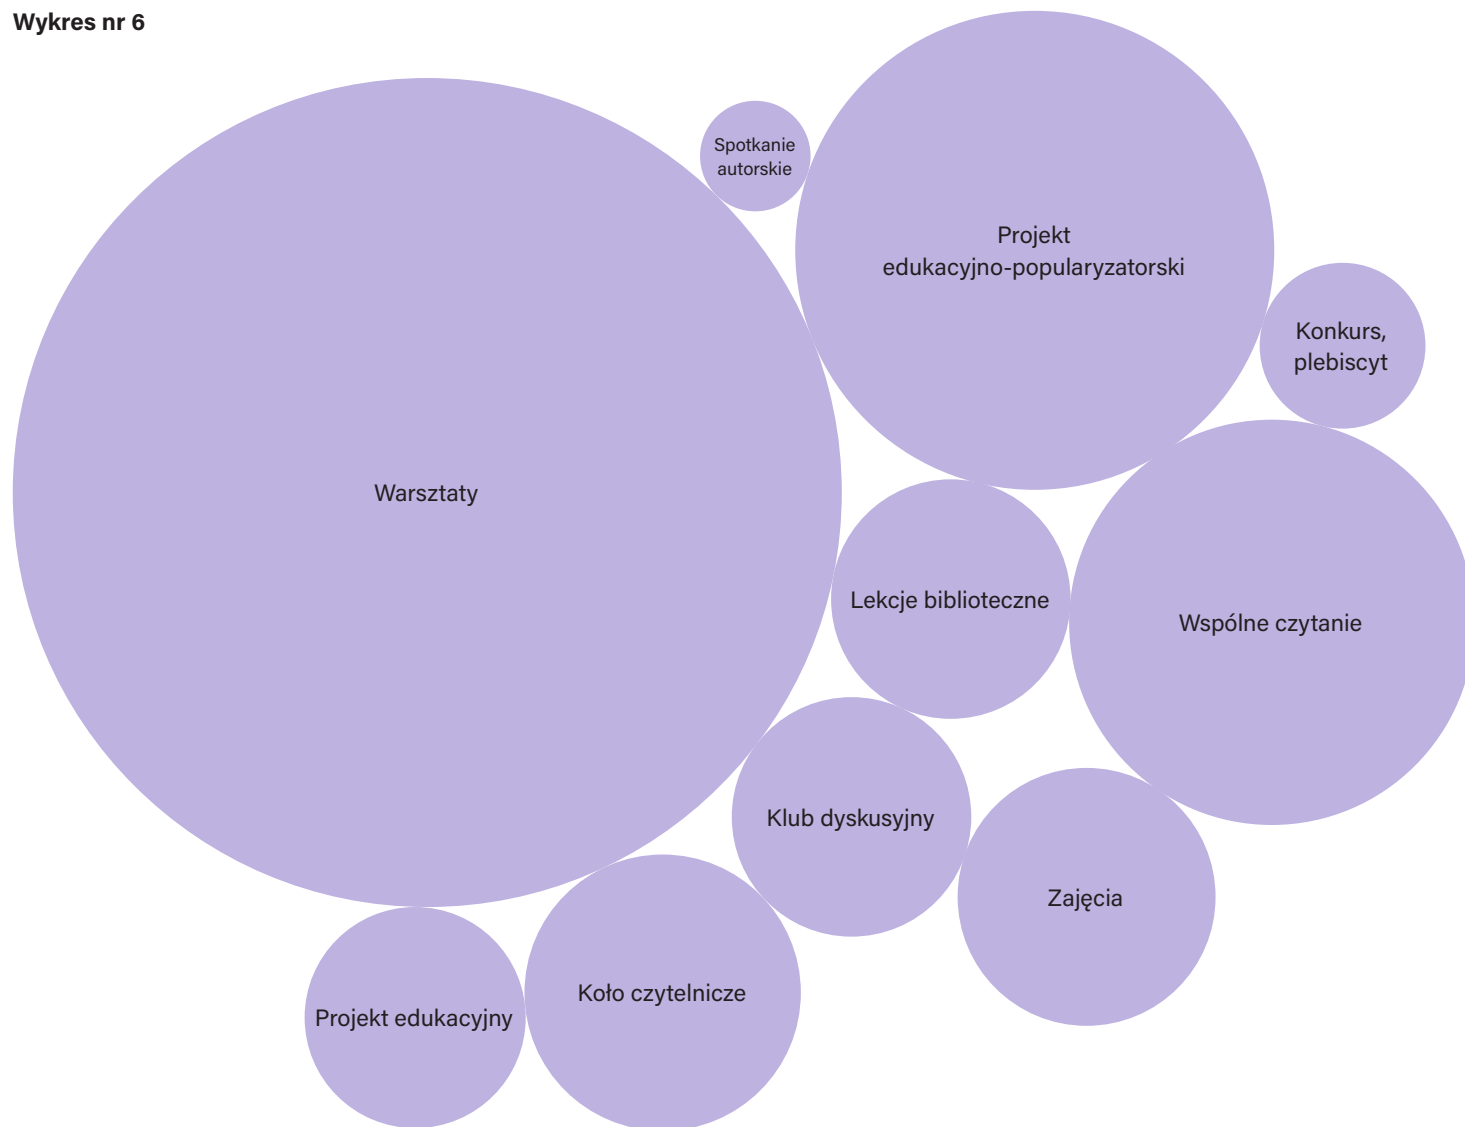 Wykres nr 6
Spotkanie
autorskie
Projekt
edukacyjno-popularyzatorski
Konkurs,
plebiscyt
Warsztaty
Lekcje biblioteczne
Wspólne czytanie
Klub dyskusyjny
Zajęcia
Koło czytelnicze
Projekt edukacyjny